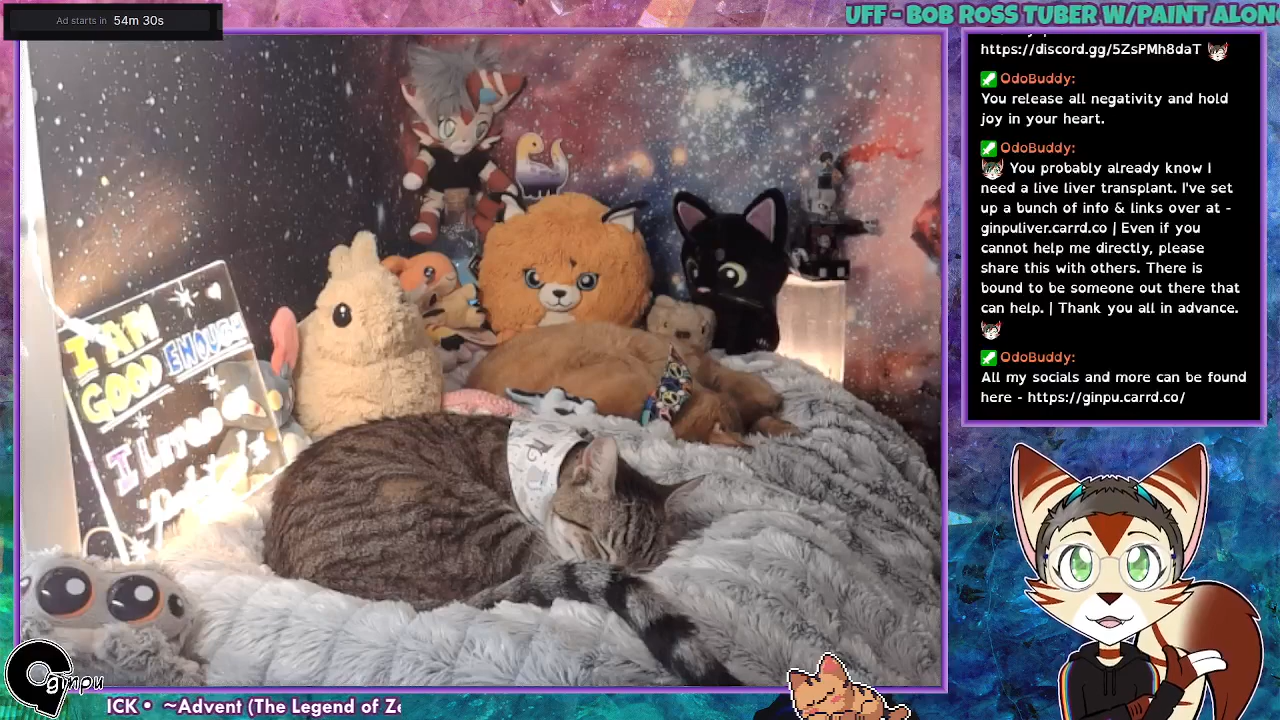 Ad starts in 54m 30s
UFF - BOB ROSS TUBER W/PAINT ALON
https://discord.gg/5ZsPMh8daT
OdoBuddy:
You release all negativity and hold
joy in your heart.
OdoBuddy:
You probably already know I
need a live liver transplant. I've set
up a bunch of info & links over at -
ginpuliver.carrd.co | Even if you
cannot help me directly, please
share this with others. There is
bound to be someone out there that
can help. | Thank you all in advance.
OdoBuddy:
All my socials and more can be found
here - https://ginpu.carrd.co/
I AM
GOOD ENOUGH
I
ginpu
ICK • ~Advent (The Legend of Ze